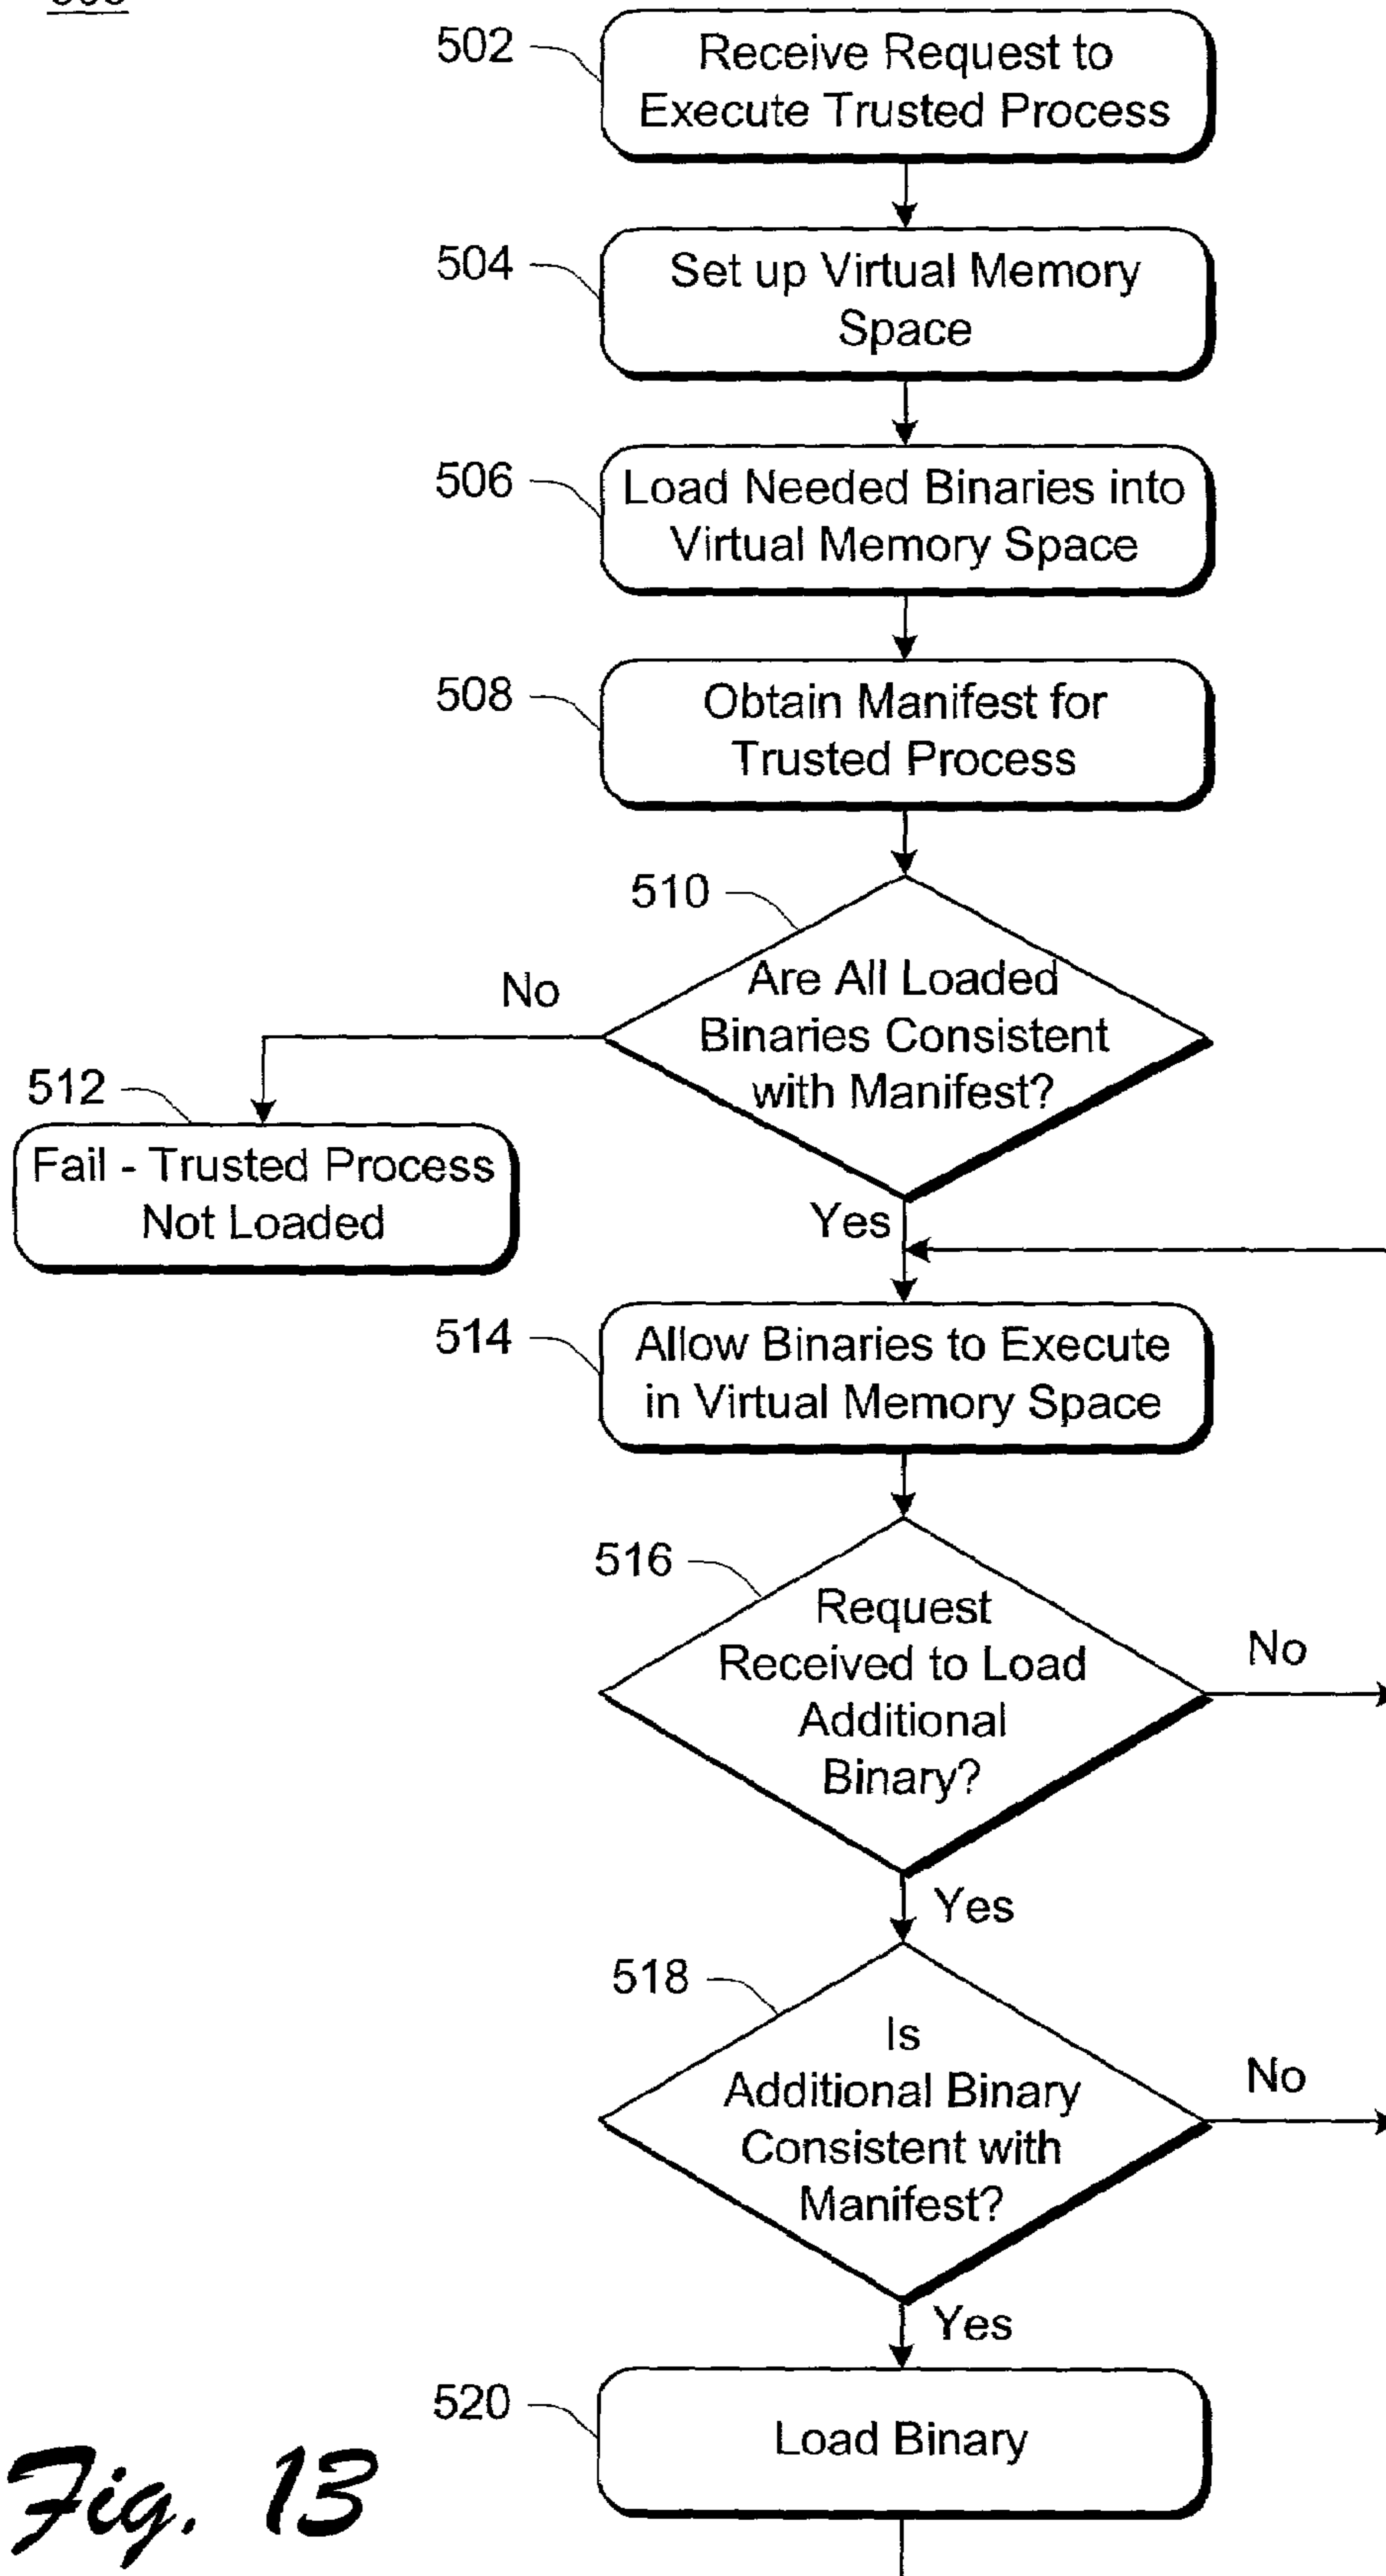 502
Receive Request to
Execute Trusted Process
504
Set up Virtual Memory
Space
506
Load Needed Binaries into
Virtual Memory Space
508
Obtain Manifest for
Trusted Process
510
Are All Loaded
Binaries Consistent
with Manifest?
No
512
Fail - Trusted Process
Not Loaded
Yes
514
Allow Binaries to Execute
in Virtual Memory Space
516
Request
Received to Load
Additional
Binary?
No
Yes
518
Is
Additional Binary
Consistent with
Manifest?
No
Yes
520
Load Binary
Fig. 13